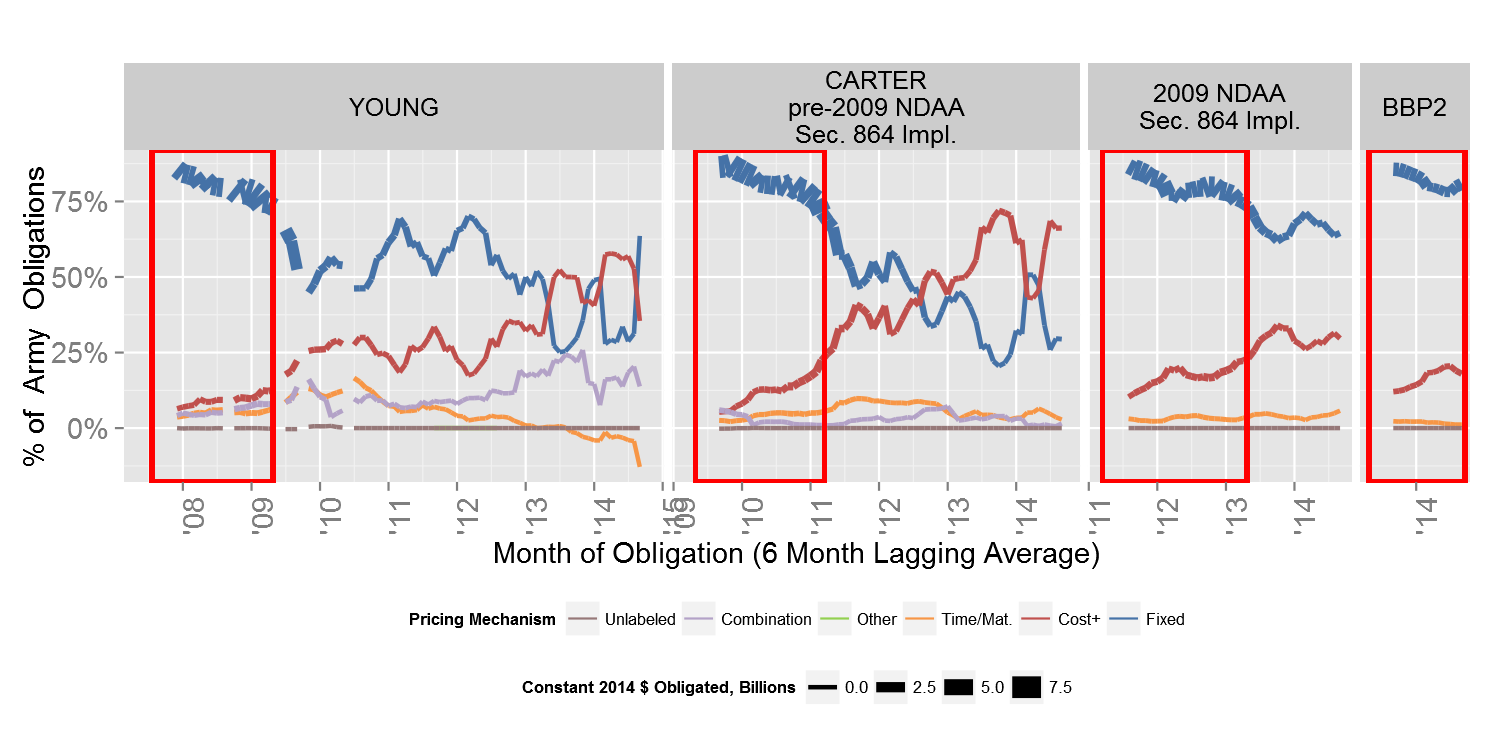 YOUNG
CARTER
pre-2009 NDAA
Sec. 864 Impl.
2009 NDAA
Sec. 864 Impl.
BBP2
% of Army Obligations
75%
50%
25%
0%
'08
'09
'10
'11
'12
'13
'14
'15
'09
'10
'11
'12
'13
'14
'11
'12
'13
'14
'14
Month of Obligation (6 Month Lagging Average)
Pricing Mechanism Unlabeled Combination Other Time/Mat. Cost+ Fixed
Constant 2014 $ Obligated, Billions 0.0 2.5 5.0 7.5